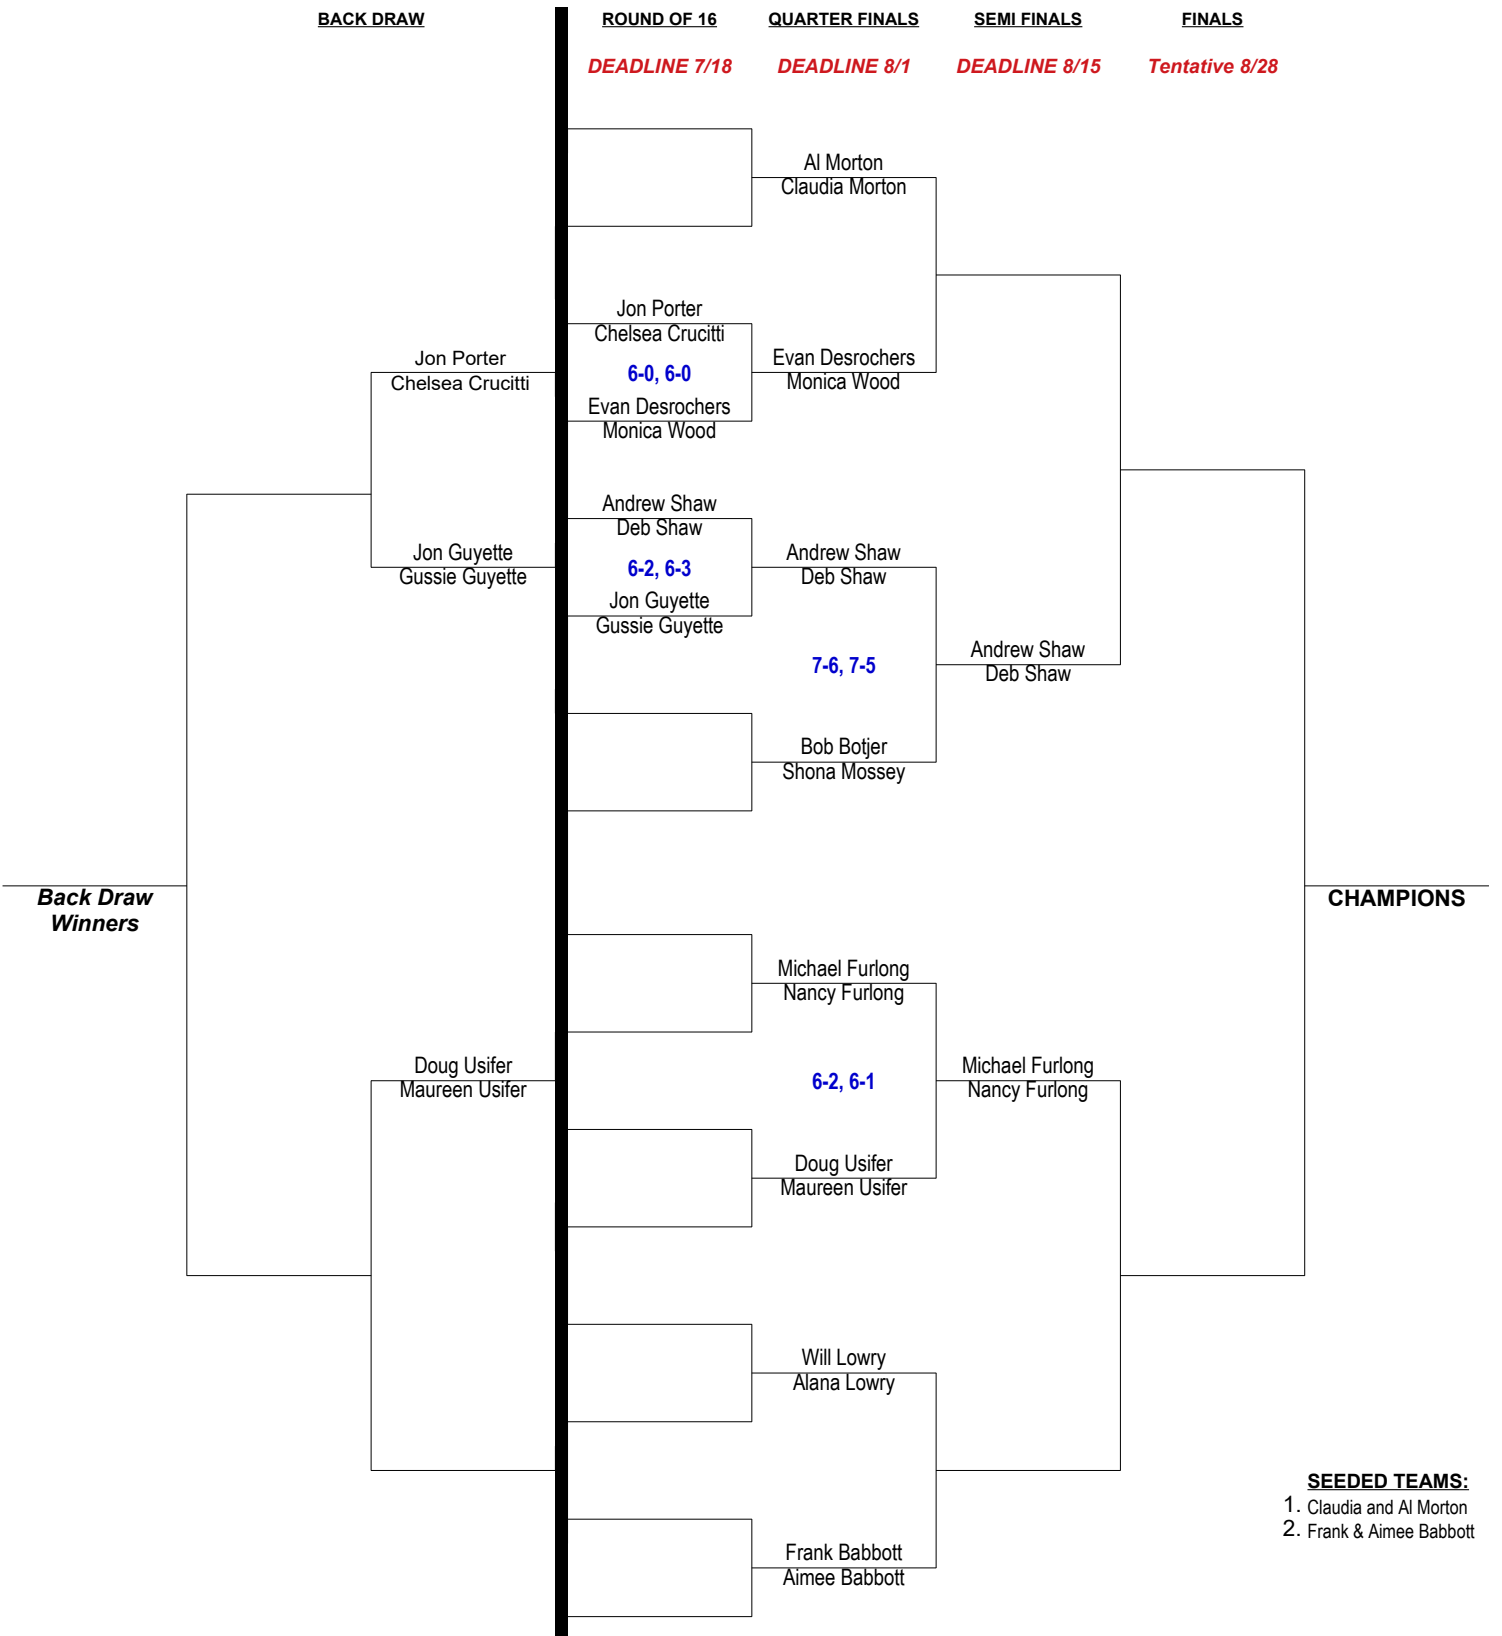 BACK DRAW
ROUND OF 16
QUARTER FINALS
SEMI FINALS
FINALS
DEADLINE 7/18
DEADLINE 8/1
DEADLINE 8/15
Tentative 8/28
Al Morton
Claudia Morton
Jon Porter
Chelsea Crucitti
6-0, 6-0
Evan Desrochers
Monica Wood
Evan Desrochers
Monica Wood
Jon Porter
Chelsea Crucitti
Andrew Shaw
Deb Shaw
6-2, 6-3
Jon Guyette
Gussie Guyette
Andrew Shaw
Deb Shaw
Jon Guyette
Gussie Guyette
7-6, 7-5
Andrew Shaw
Deb Shaw
Bob Botjer
Shona Mossey
Back Draw
Winners
CHAMPIONS
Michael Furlong
Nancy Furlong
6-2, 6-1
Michael Furlong
Nancy Furlong
Doug Usifer
Maureen Usifer
Doug Usifer
Maureen Usifer
Will Lowry
Alana Lowry
Frank Babbott
Aimee Babbott
SEEDED TEAMS:
1. Claudia and Al Morton
2. Frank & Aimee Babbott